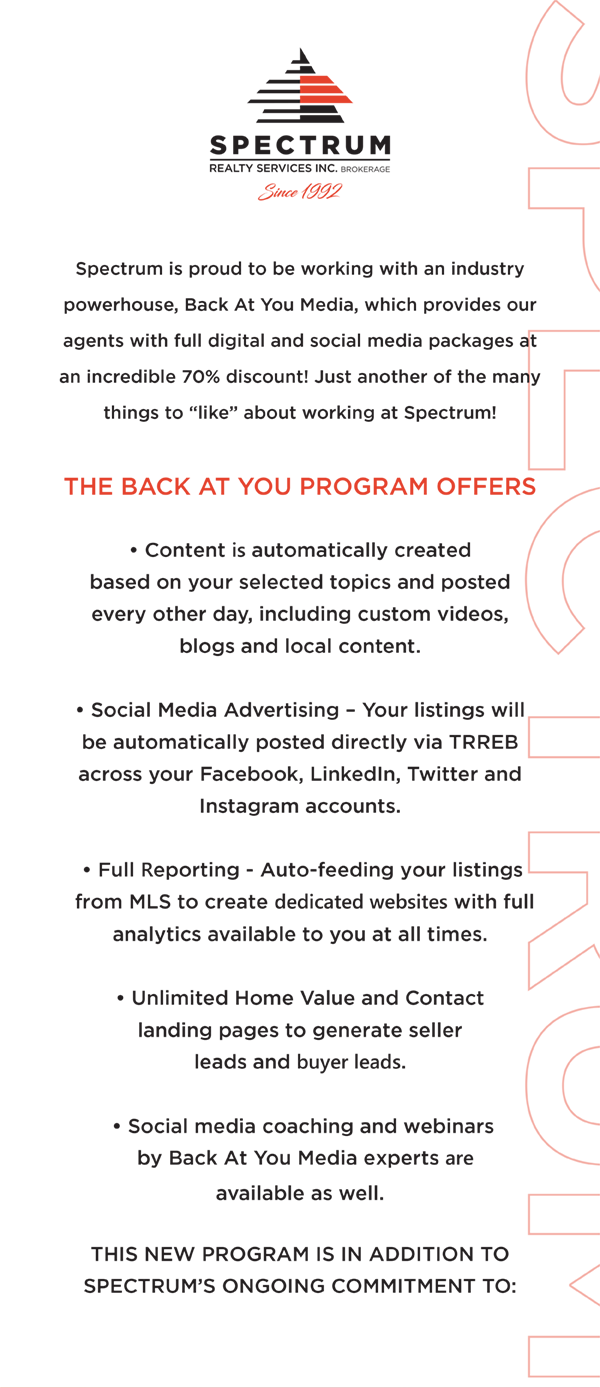 SPECTRUM
REALTY SERVICES INC. BROKERAGE
Since 1992
Spectrum is proud to be working with an industry
powerhouse, Back At You Media, which provides our
agents with full digital and social media packages at
an incredible 70% discount! Just another of the many
things to “like” about working at Spectrum!
THE BACK AT YOU PROGRAM OFFERS
• Content is automatically created
based on your selected topics and posted
every other day, including custom videos,
blogs and local content.
• Social Media Advertising – Your listings will
be automatically posted directly via TRREB
across your Facebook, LinkedIn, Twitter and
Instagram accounts.
• Full Reporting - Auto-feeding your listings
from MLS to create dedicated websites with full
analytics available to you at all times.
• Unlimited Home Value and Contact
landing pages to generate seller
leads and buyer leads.
• Social media coaching and webinars
by Back At You Media experts are
available as well.
THIS NEW PROGRAM IS IN ADDITION TO
SPECTRUM’S ONGOING COMMITMENT TO:
SPECTRUM